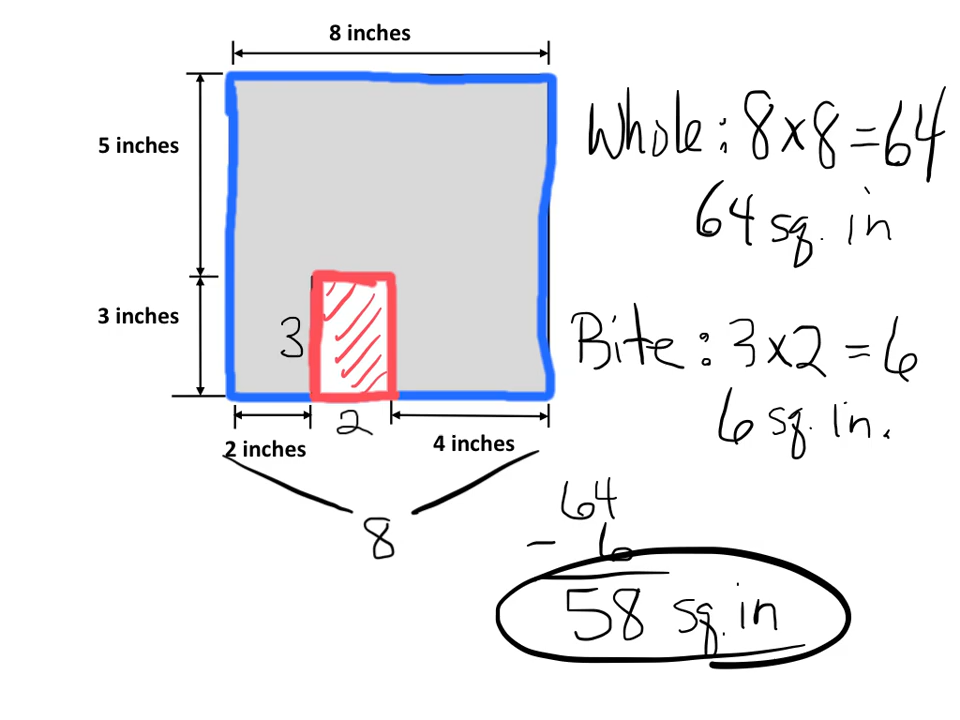 8 inches
5 inches
Whole: 8x8=64
64 sq. in
3 inches
3
Bite: 3x2=6
6 sq. in.
2 inches
2
4 inches
8
64
- 6
58 sq. in